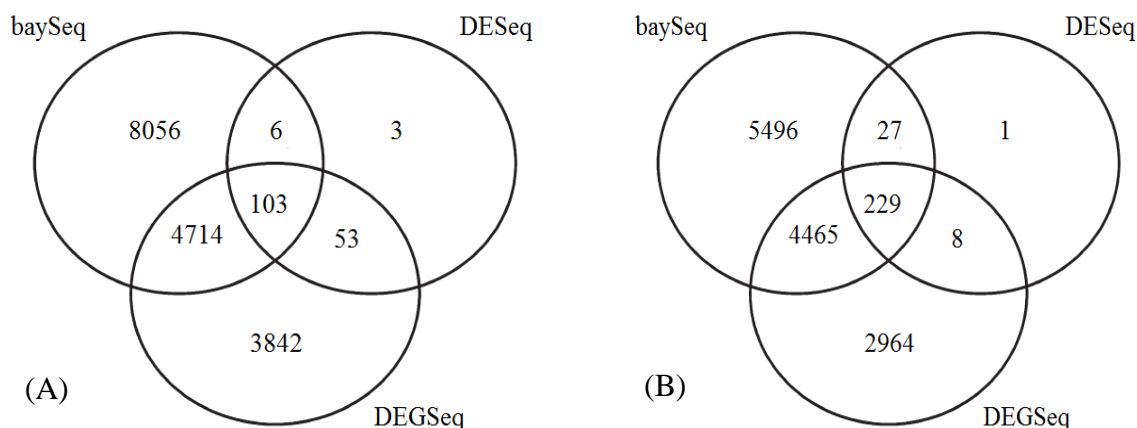 baySeq
DESeq
8056
6
3
103
4714
53
3842
(A)
DEGSeq
baySeq
DESeq
5496
27
1
229
4465
8
2964
(B)
DEGSeq